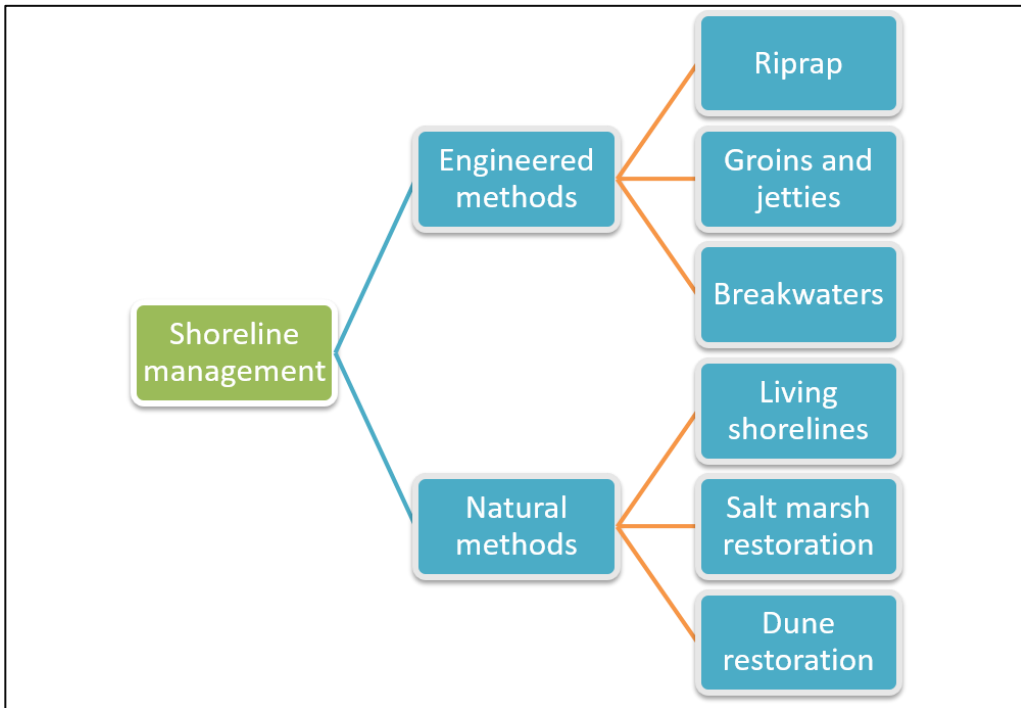 Shoreline
management
Engineered
methods
Riprap
Groins and
jetties
Breakwaters
Natural
methods
Living
shorelines
Salt marsh
restoration
Dune
restoration